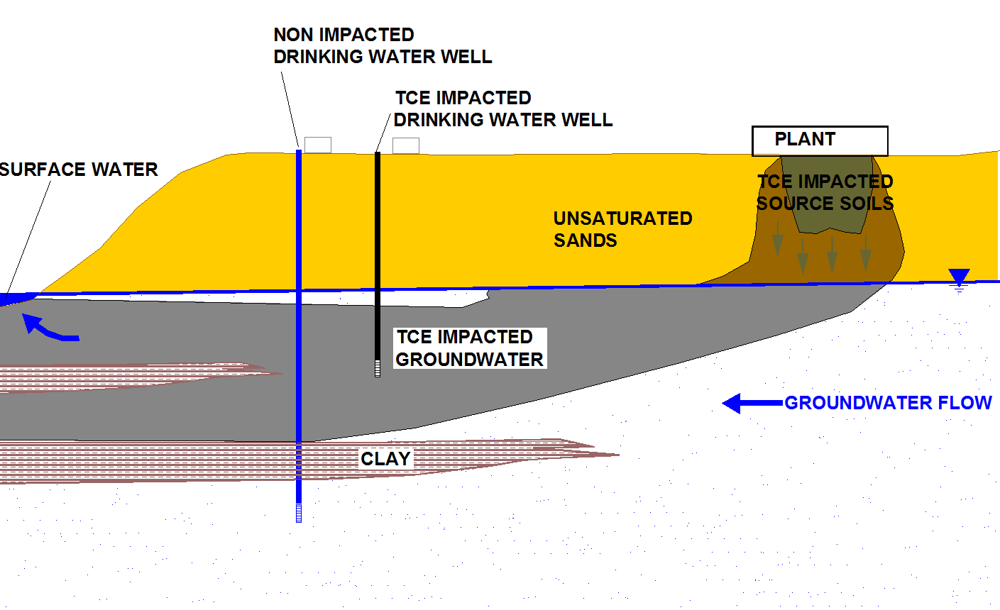 NON IMPACTED
DRINKING WATER WELL
TCE IMPACTED
DRINKING WATER WELL
PLANT
SURFACE WATER
TCE IMPACTED
SOURCE SOILS
UNSATURATED
SANDS
TCE IMPACTED
GROUNDWATER
GROUNDWATER FLOW
CLAY